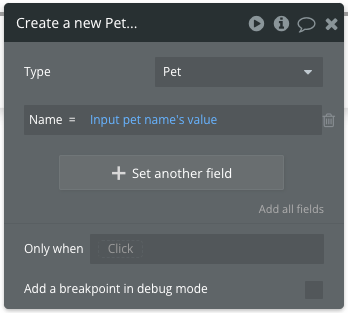 Create a new Pet...
Type Pet
Name = Input pet name's value
Set another field
Add all fields
Only when Click
Add a breakpoint in debug mode